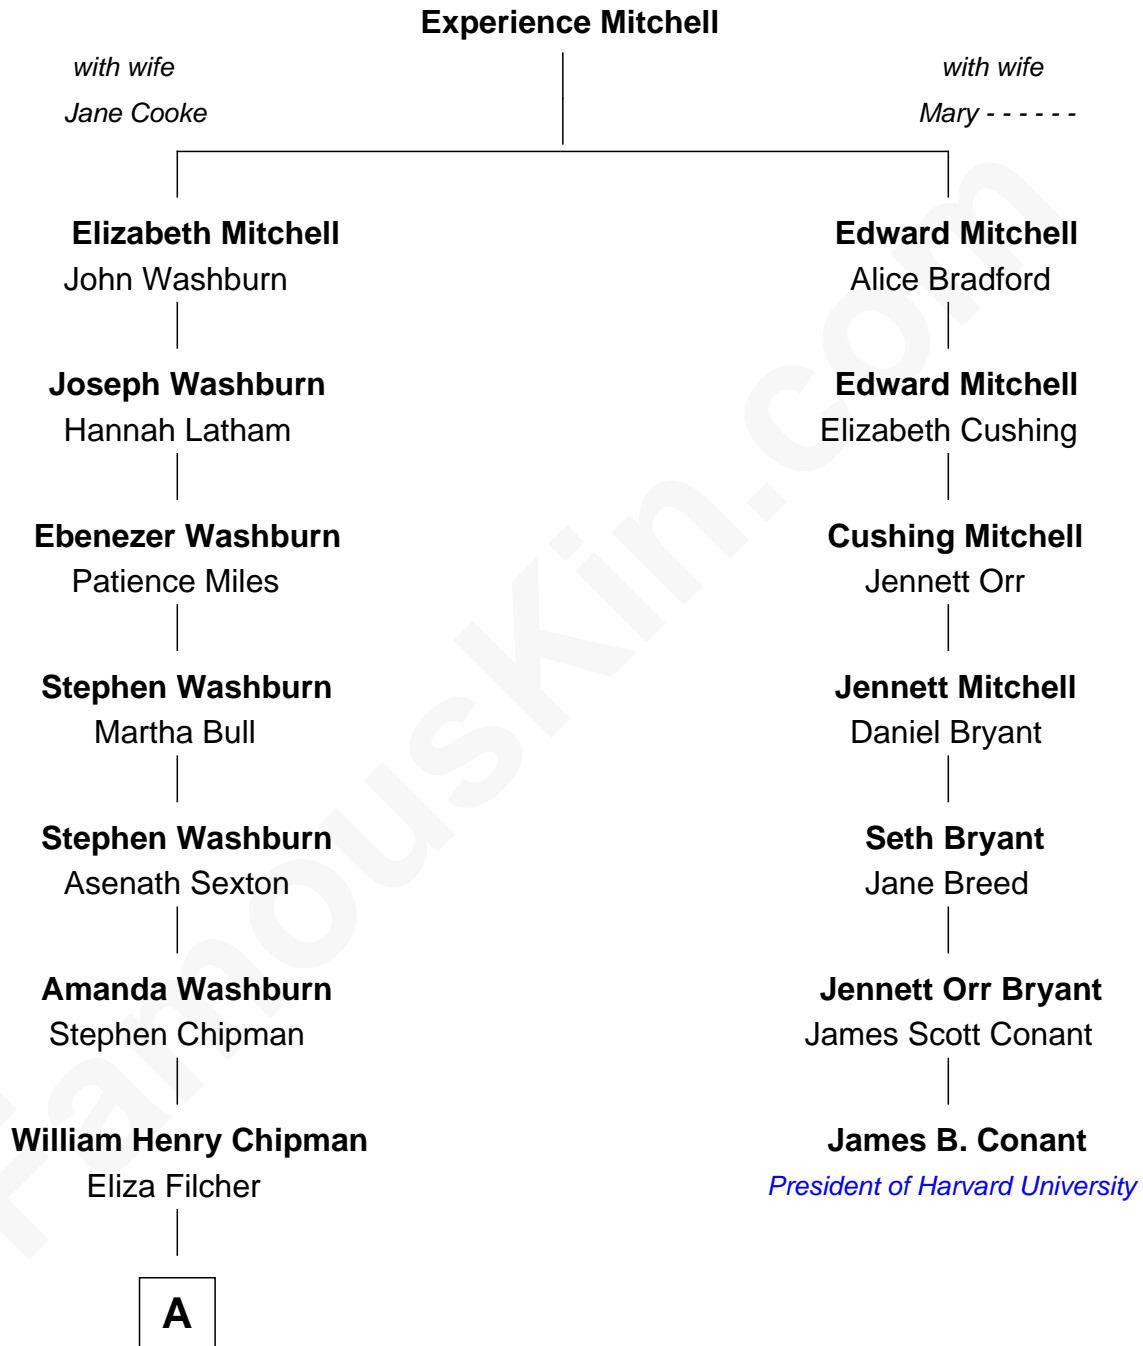 Experience Mitchell
with wife
Jane Cooke
with wife
Mary - - - - - -
Elizabeth Mitchell
John Washburn
Edward Mitchell
Alice Bradford
Joseph Washburn
Hannah Latham
Edward Mitchell
Elizabeth Cushing
Ebenezer Washburn
Patience Miles
Cushing Mitchell
Jennett Orr
Stephen Washburn
Martha Bull
Jennett Mitchell
Daniel Bryant
Stephen Washburn
Asenath Sexton
Seth Bryant
Jane Breed
Amanda Washburn
Stephen Chipman
Jennett Orr Bryant
James Scott Conant
William Henry Chipman
Eliza Filcher
James B. Conant
President of Harvard University
A
FamousKin.com